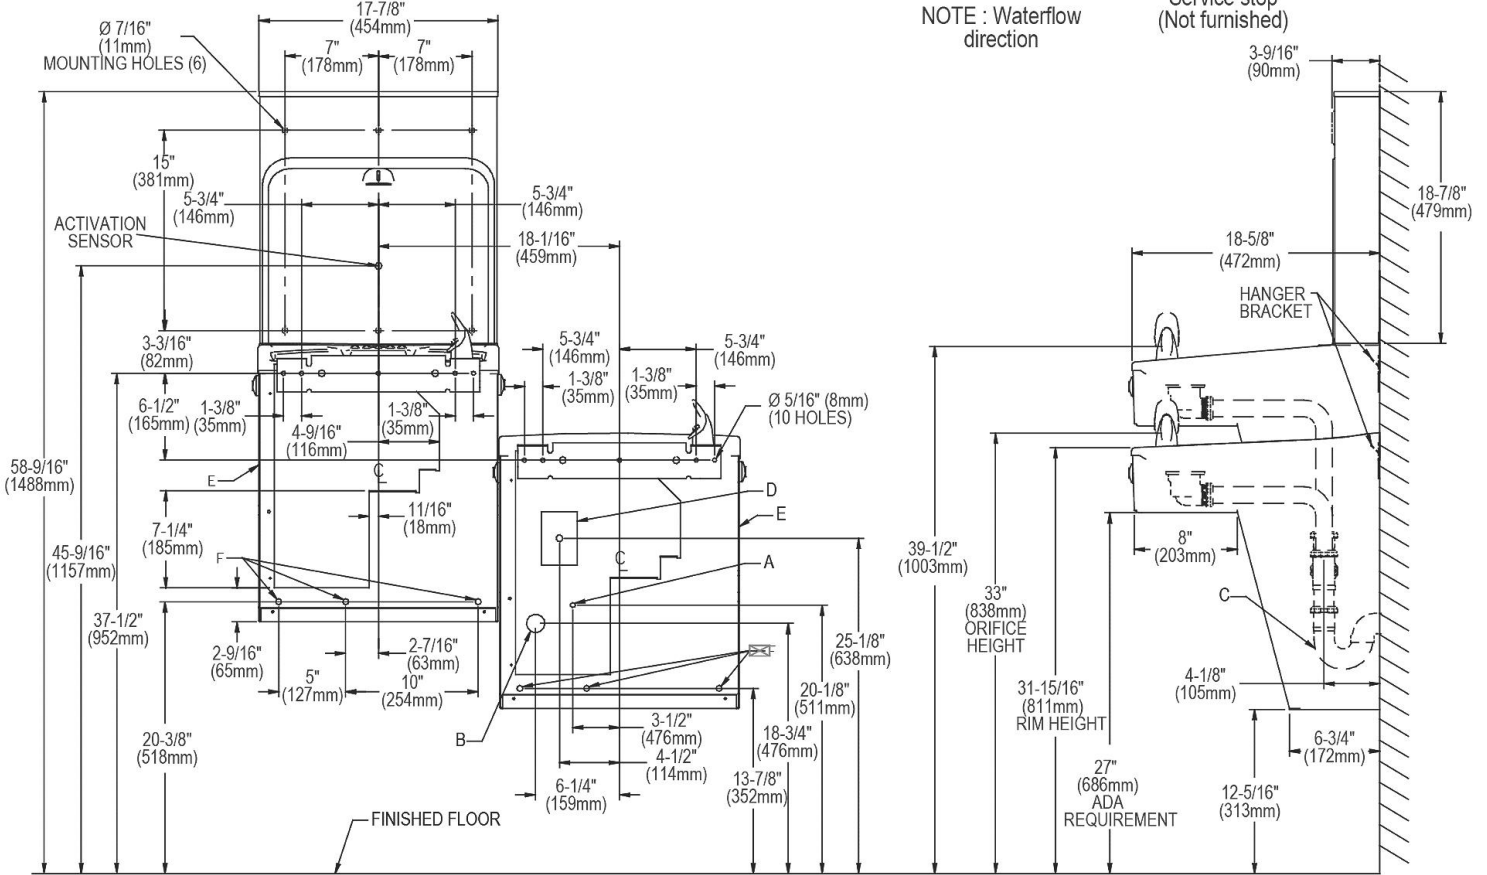 17-7/8"
(454mm)
Ø 7/16"
(11mm)
MOUNTING HOLES (6)
7"
(178mm)
7"
(178mm)
NOTE : Waterflow
direction
Service stop
(Not furnished)
3-9/16"
(90mm)
15"
(381mm)
5-3/4"
(146mm)
5-3/4"
(146mm)
18-7/8"
(479mm)
ACTIVATION
SENSOR
18-1/16"
(459mm)
18-5/8"
(472mm)
HANGER
BRACKET
3-3/16"
(82mm)
5-3/4"
(146mm)
5-3/4"
(146mm)
1-3/8"
(35mm)
1-3/8"
(35mm)
6-1/2"
(165mm)
1-3/8"
(35mm)
1-3/8"
(35mm)
4-9/16"
(116mm)
Ø 5/16" (8mm)
(10 HOLES)
58-9/16"
(1488mm)
E
C
L
D
E
11/16"
(18mm)
7-1/4"
(185mm)
45-9/16"
(1157mm)
F
C
L
A
39-1/2"
(1003mm)
8"
(203mm)
33"
(838mm)
ORIFICE
HEIGHT
C
37-1/2"
(952mm)
2-9/16"
(65mm)
2-7/16"
(63mm)
5"
(127mm)
10"
(254mm)
F
25-1/8"
(638mm)
20-1/8"
(511mm)
4-1/8"
(105mm)
31-15/16"
(811mm)
RIM HEIGHT
20-3/8"
(518mm)
B
3-1/2"
(476mm)
18-3/4"
(476mm)
4-1/2"
(114mm)
6-1/4"
(159mm)
13-7/8"
(352mm)
6-3/4"
(172mm)
27"
(686mm)
ADA
REQUIREMENT
12-5/16"
(313mm)
FINISHED FLOOR